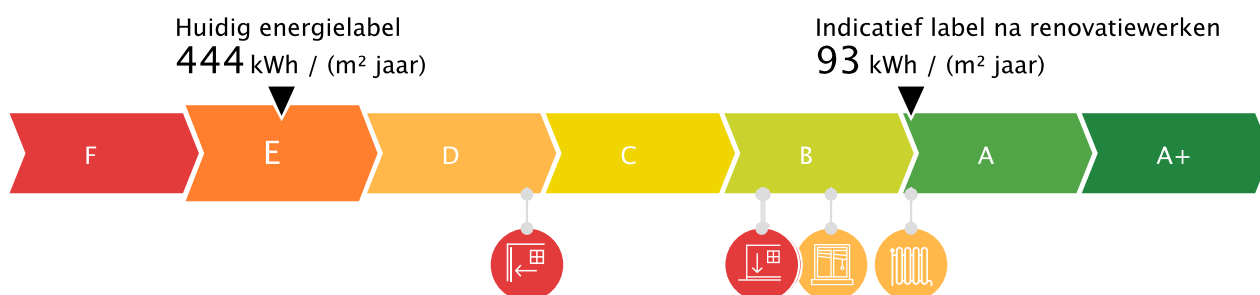 Huidig energielabel
444 kWh / (m² jaar)
Indicatief label na renovatiewerken
93 kWh / (m² jaar)
F E D C B A A+